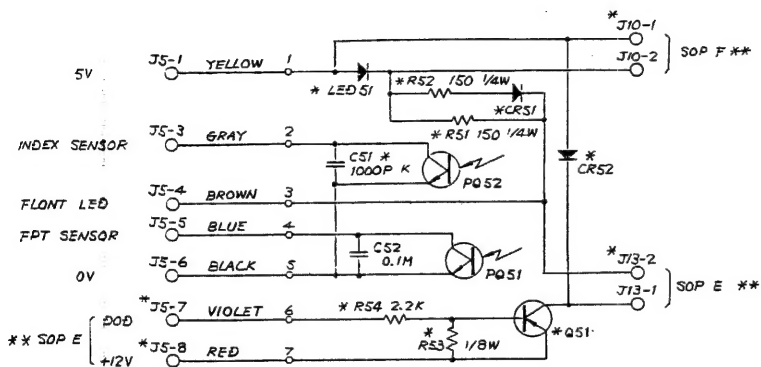 *J10-1
J5-1 YELLOW 1 J10-2 SOP F **
5V
* LED51 *R52 150 1/4W
*CR51
J5-3 GRAY 2 *R51 150 1/4W
INDEX SENSOR
C51 *
1000P K
PQ52
*
CR52
J5-4 BROWN 3
FLONT LED
J5-5 BLUE 4
FPT SENSOR
C52
0.1M
PQ51
J5-6 BLACK 5
0V
*J13-2
J13-1 SOP E **
*J5-7 VIOLET 6 *R54 2.2K
DOD
** SOP E
*Q51
*
R53 1/8W
*J5-8 RED 7
+12V